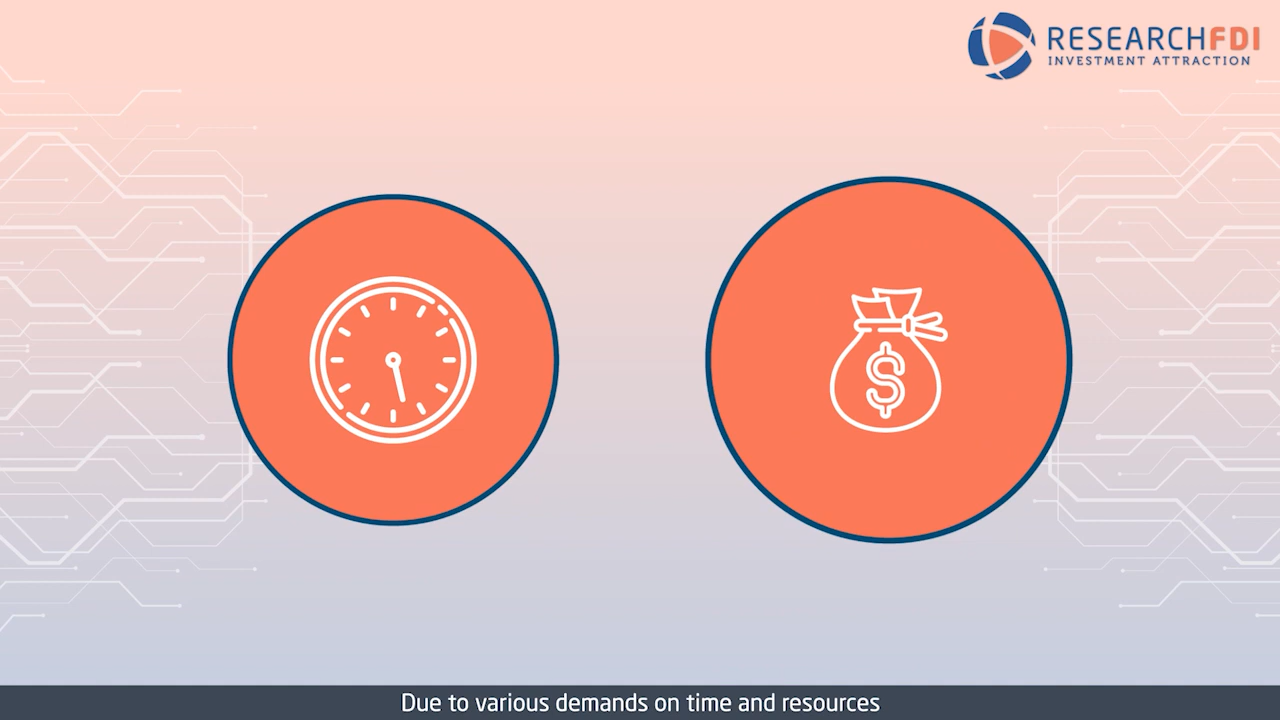 RESEARCHFDI
INVESTMENT ATTRACTION
$
Due to various demands on time and resources